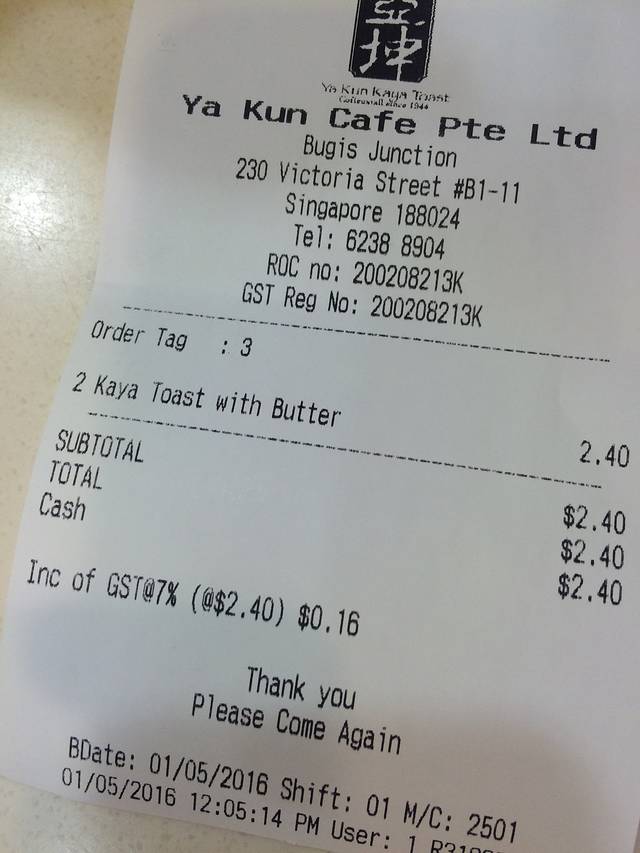 亞坤
Ya Kun Kaya Toast
Coffeestall since 1944
Ya Kun Cafe Pte Ltd
Bugis Junction
230 Victoria Street #B1-11
Singapore 188024
Tel: 6238 8904
ROC no: 200208213K
GST Reg No: 200208213K
Order Tag : 3
2 Kaya Toast with Butter 2.40
SUBTOTAL $2.40
TOTAL $2.40
Cash $2.40
Inc of GST@7% (@$2.40) $0.16
Thank you
Please Come Again
BDate: 01/05/2016 Shift: 01 M/C: 2501
01/05/2016 12:05:14 PM User: 1